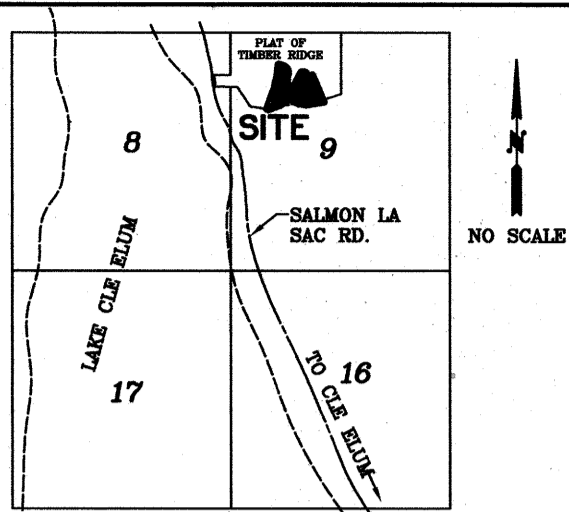 PLAT OF
TIMBER RIDGE
SITE
8
9
SALMON LA
SAC RD.
N
NO SCALE
LAKE CLE ELUM
17
16
TO CLE ELUM